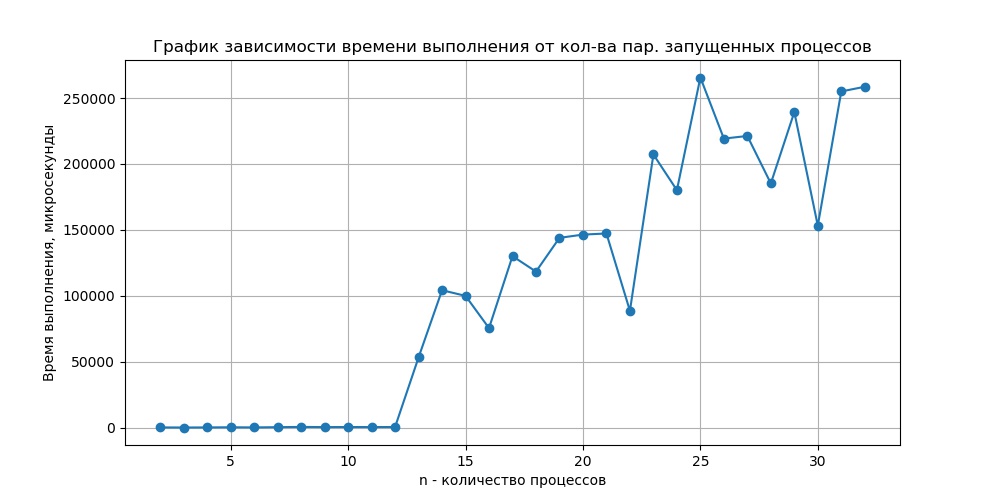 График зависимости времени выполнения от кол-ва пар. запущенных процессов
Время выполнения, микросекунды
250000
200000
150000
100000
50000
0
5 10 15 20 25 30
n - количество процессов